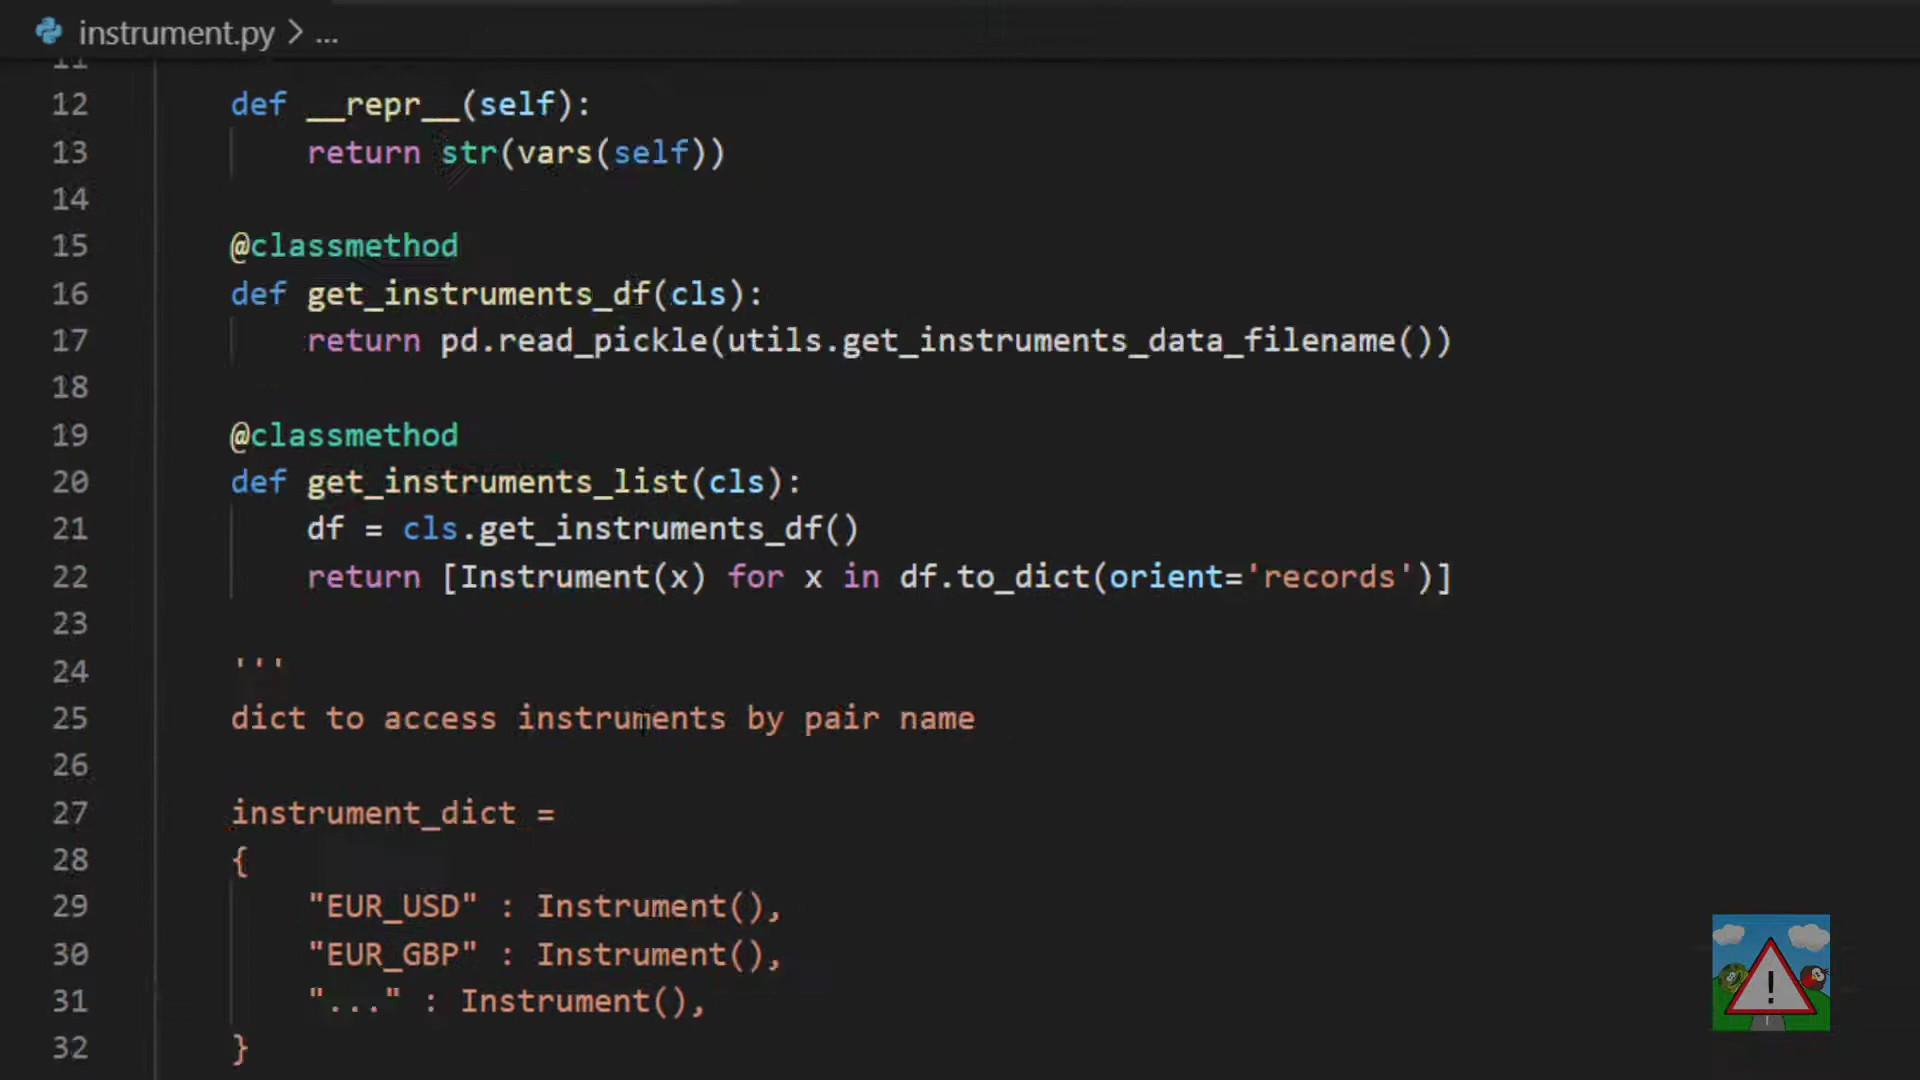 instrument.py > ...
11
12 def __repr__(self):
13 return str(vars(self))
14
15 @classmethod
16 def get_instruments_df(cls):
17 return pd.read_pickle(utils.get_instruments_data_filename())
18
19 @classmethod
20 def get_instruments_list(cls):
21 df = cls.get_instruments_df()
22 return [Instrument(x) for x in df.to_dict(orient='records')]
23
24 '''
25 dict to access instruments by pair name
26
27 instrument_dict =
28 {
29 "EUR_USD" : Instrument(),
30 "EUR_GBP" : Instrument(),
31 "..." : Instrument(),
32 }
!